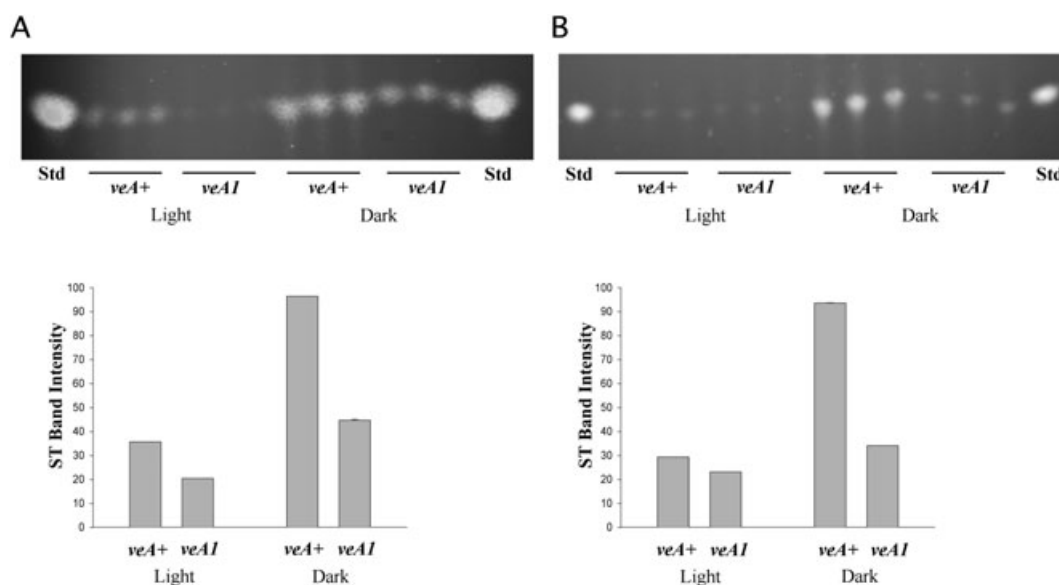 A
B
Std veA+ veA1 veA+ veA1 Std
Light Dark
Std veA+ veA1 veA+ veA1 Std
Light Dark
ST Band Intensity
100
90
80
70
60
50
40
30
20
10
0
veA+ veA1 veA+ veA1
Light Dark
ST Band Intensity
100
90
80
70
60
50
40
30
20
10
0
veA+ veA1 veA+ veA1
Light Dark